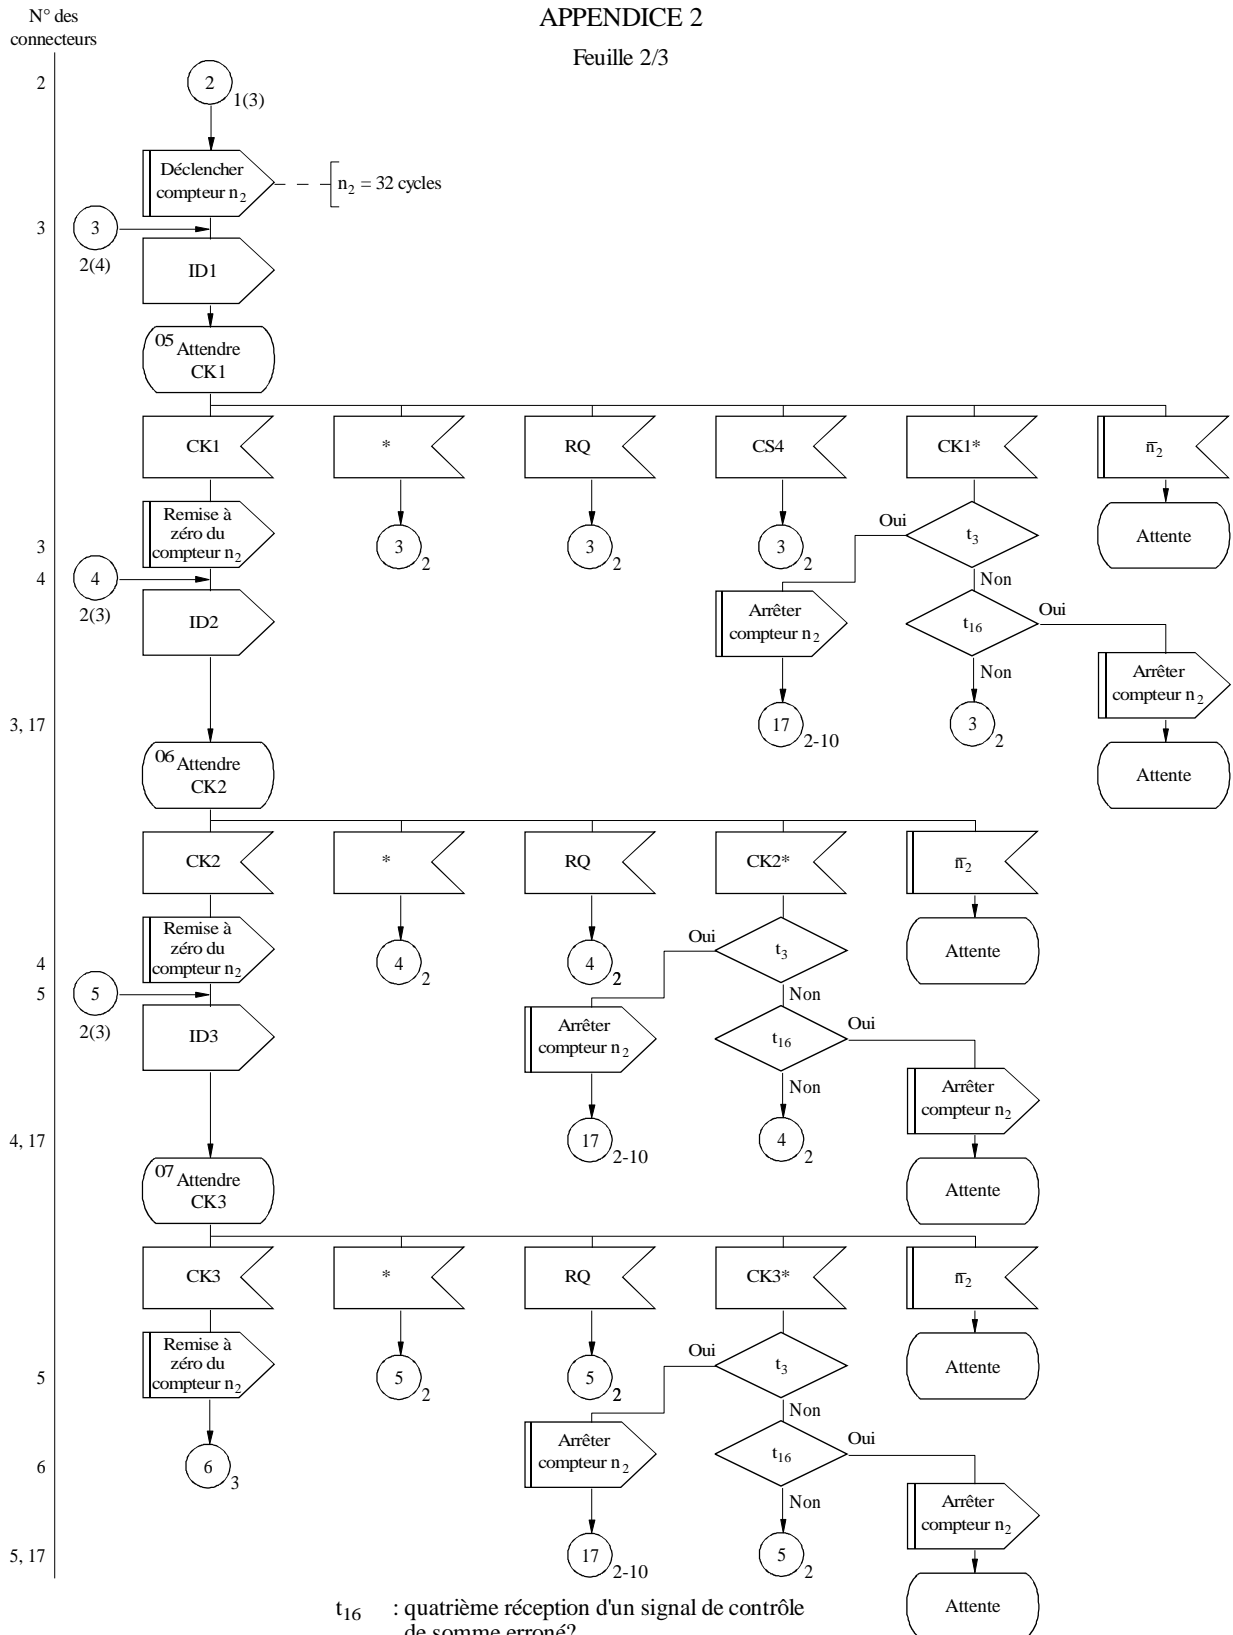 APPENDICE 2
Feuille 2/3
N° des
connecteurs
2
2
1(3)
Déclencher
compteur n2
n2 = 32 cycles
3
3
2(4)
ID1
05 Attendre
CK1
CK1
*
RQ
CS4
CK1*
n̅2
Remise à
zéro du
compteur n2
3
3
2
3
2
3
2
Oui
t3
Attente
Non
4
4
2(3)
ID2
Arrêter
compteur n2
t16
Oui
Non
Arrêter
compteur n2
3, 17
17
2-10
3
2
06 Attendre
CK2
Attente
CK2
*
RQ
CK2*
n̅2
Remise à
zéro du
compteur n2
4
4
2
4
2
Oui
t3
Attente
Non
5
5
2(3)
ID3
Arrêter
compteur n2
t16
Oui
Non
Arrêter
compteur n2
4, 17
17
2-10
4
2
07 Attendre
CK3
Attente
CK3
*
RQ
CK3*
n̅2
Remise à
zéro du
compteur n2
5
5
2
5
2
Oui
t3
Attente
Non
6
6
3
Arrêter
compteur n2
t16
Oui
Non
Arrêter
compteur n2
5, 17
17
2-10
5
2
Attente
t16 : quatrième réception d'un signal de contrôle
de somme erroné?